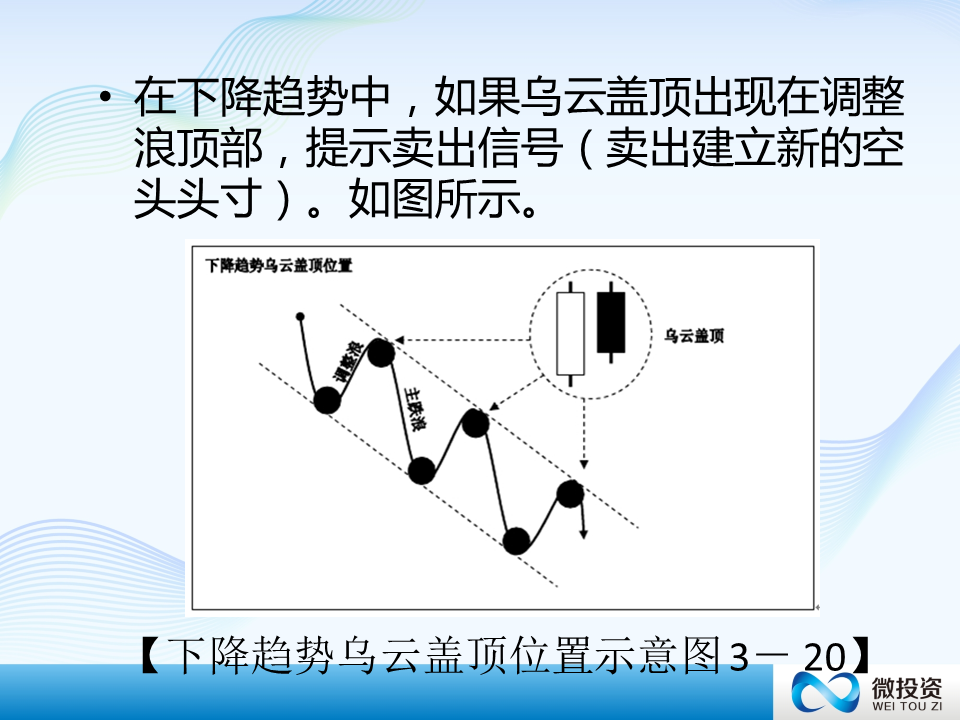 • 在下降趋势中，如果乌云盖顶出现在调整
浪顶部，提示卖出信号（卖出建立新的空
头头寸）。如图所示。
下降趋势乌云盖顶位置
乌云盖顶
调整浪
主跌浪
【下降趋势乌云盖顶位置示意图3－20】
微投资
WEI TOU ZI